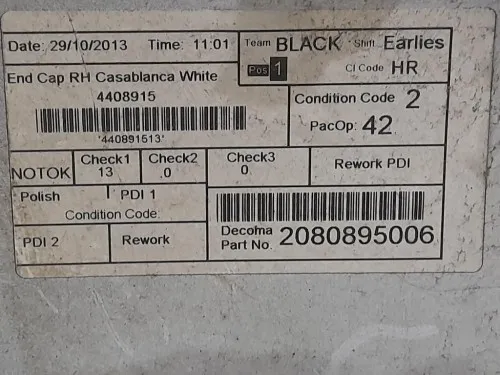 Date: 29/10/2013 Time: 11:01 Team BLACK Shift Earlies
Pos 1 CI Code HR
End Cap RH Casablanca White
4408915
'440891513'
Condition Code 2
PacOp: 42
NOTOK Check1 13 Check2 .0 Check3 0. Rework PDI
Polish PDI 1
Condition Code:
PDI 2 Rework
Decoma
Part No. 2080895006